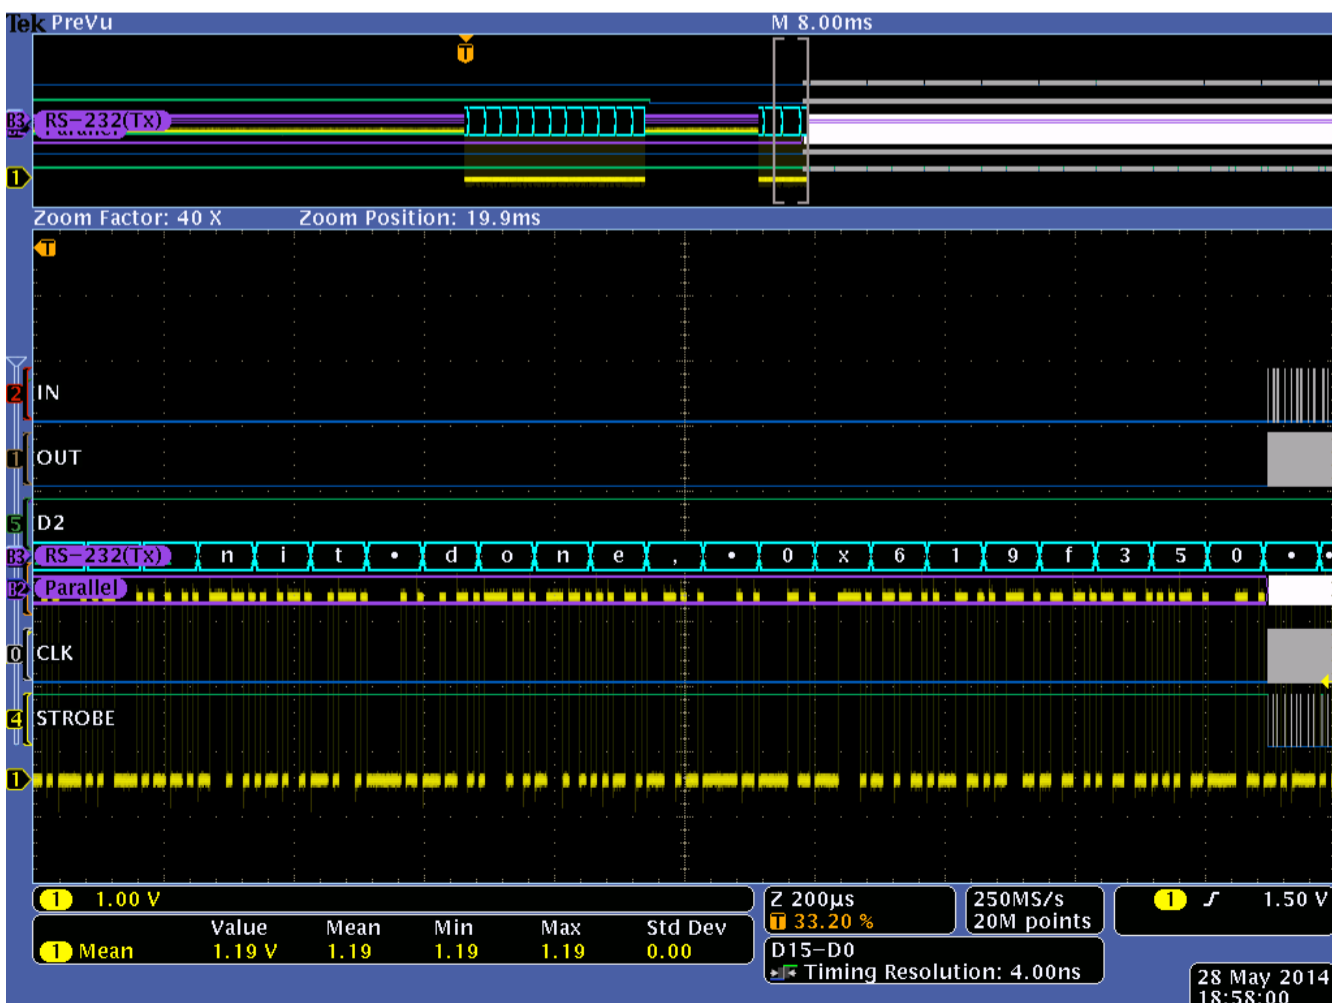 Tek PreVu M 8.00ms
T
B3 RS-232(Tx)
Parallel
1
Zoom Factor: 40 X Zoom Position: 19.9ms
T
2 IN
1 OUT
5 D2
B3 RS-232(Tx) n i t • d o n e , • 0 x 6 1 9 f 3 5 0 • •
B2 Parallel
0 CLK
4 STROBE
1
1 1.00 V Z 200µs 250MS/s 1 1.50 V
T 33.20 % 20M points
Value Mean Min Max Std Dev
1 Mean 1.19 V 1.19 1.19 1.19 0.00
D15-D0
Timing Resolution: 4.00ns
28 May 2014
18:58:00